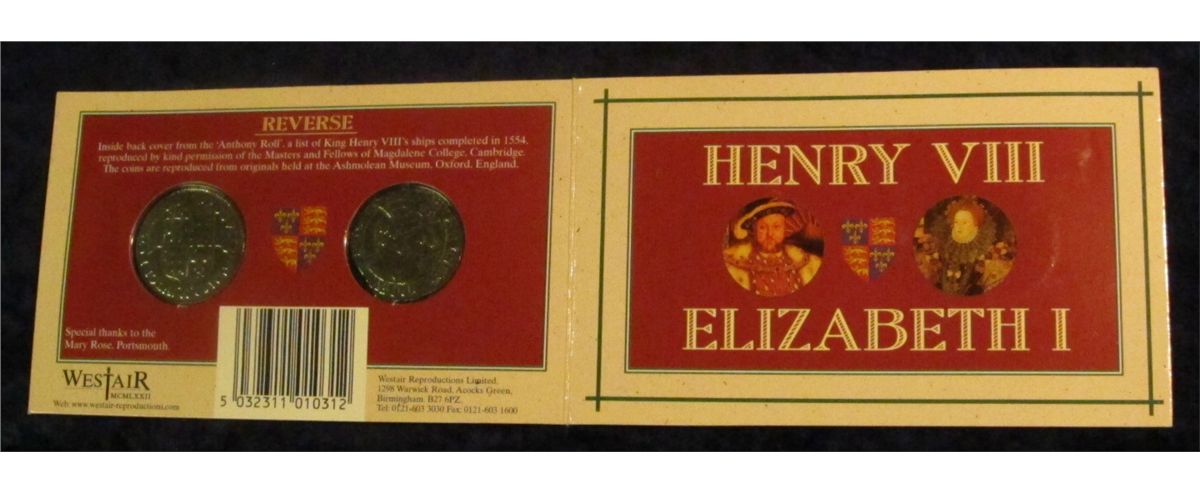 REVERSE
Inside back cover from the 'Anthony Roll', a list of King Henry VIII's ships completed in 1554,
reproduced by kind permission of the Masters and Fellows of Magdalene College, Cambridge.
The coins are reproduced from originals held at the Ashmolean Museum, Oxford, England.
Special thanks to the
Mary Rose, Portsmouth.
WESTAIR
MCMLXXII
Web: www.westair-reproductions.com
5 032311 010312
Westair Reproductions Limited,
1298 Warwick Road, Acocks Green,
Birmingham. B27 6PZ.
Tel: 0121-603 3030 Fax: 0121-603 1600
HENRY VIII
ELIZABETH I